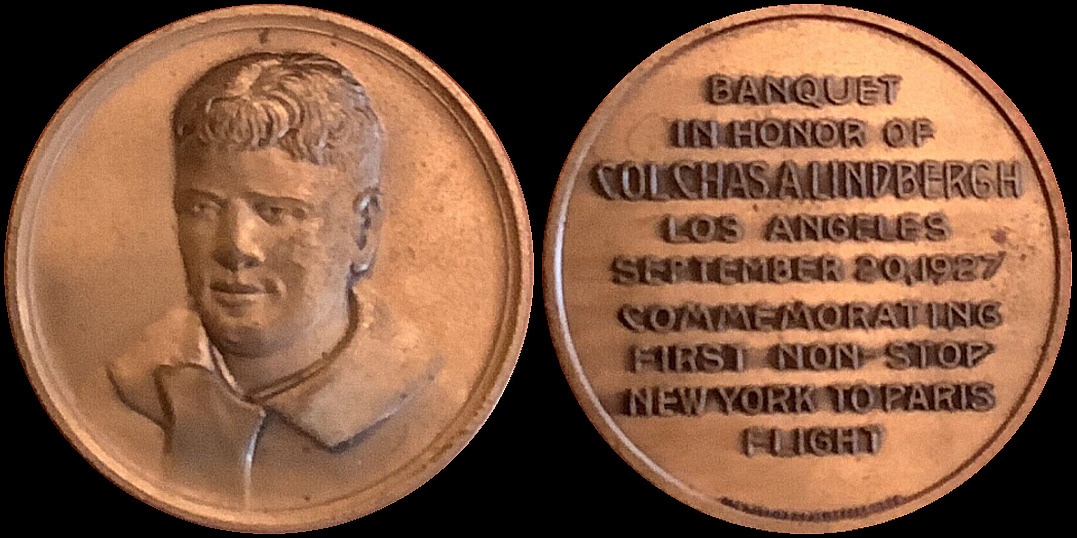 BANQUET
IN HONOR OF
COL CHAS. A. LINDBERGH
LOS ANGELES
SEPTEMBER 20, 1927
COMMEMORATING
FIRST NON-STOP
NEW YORK TO PARIS
FLIGHT